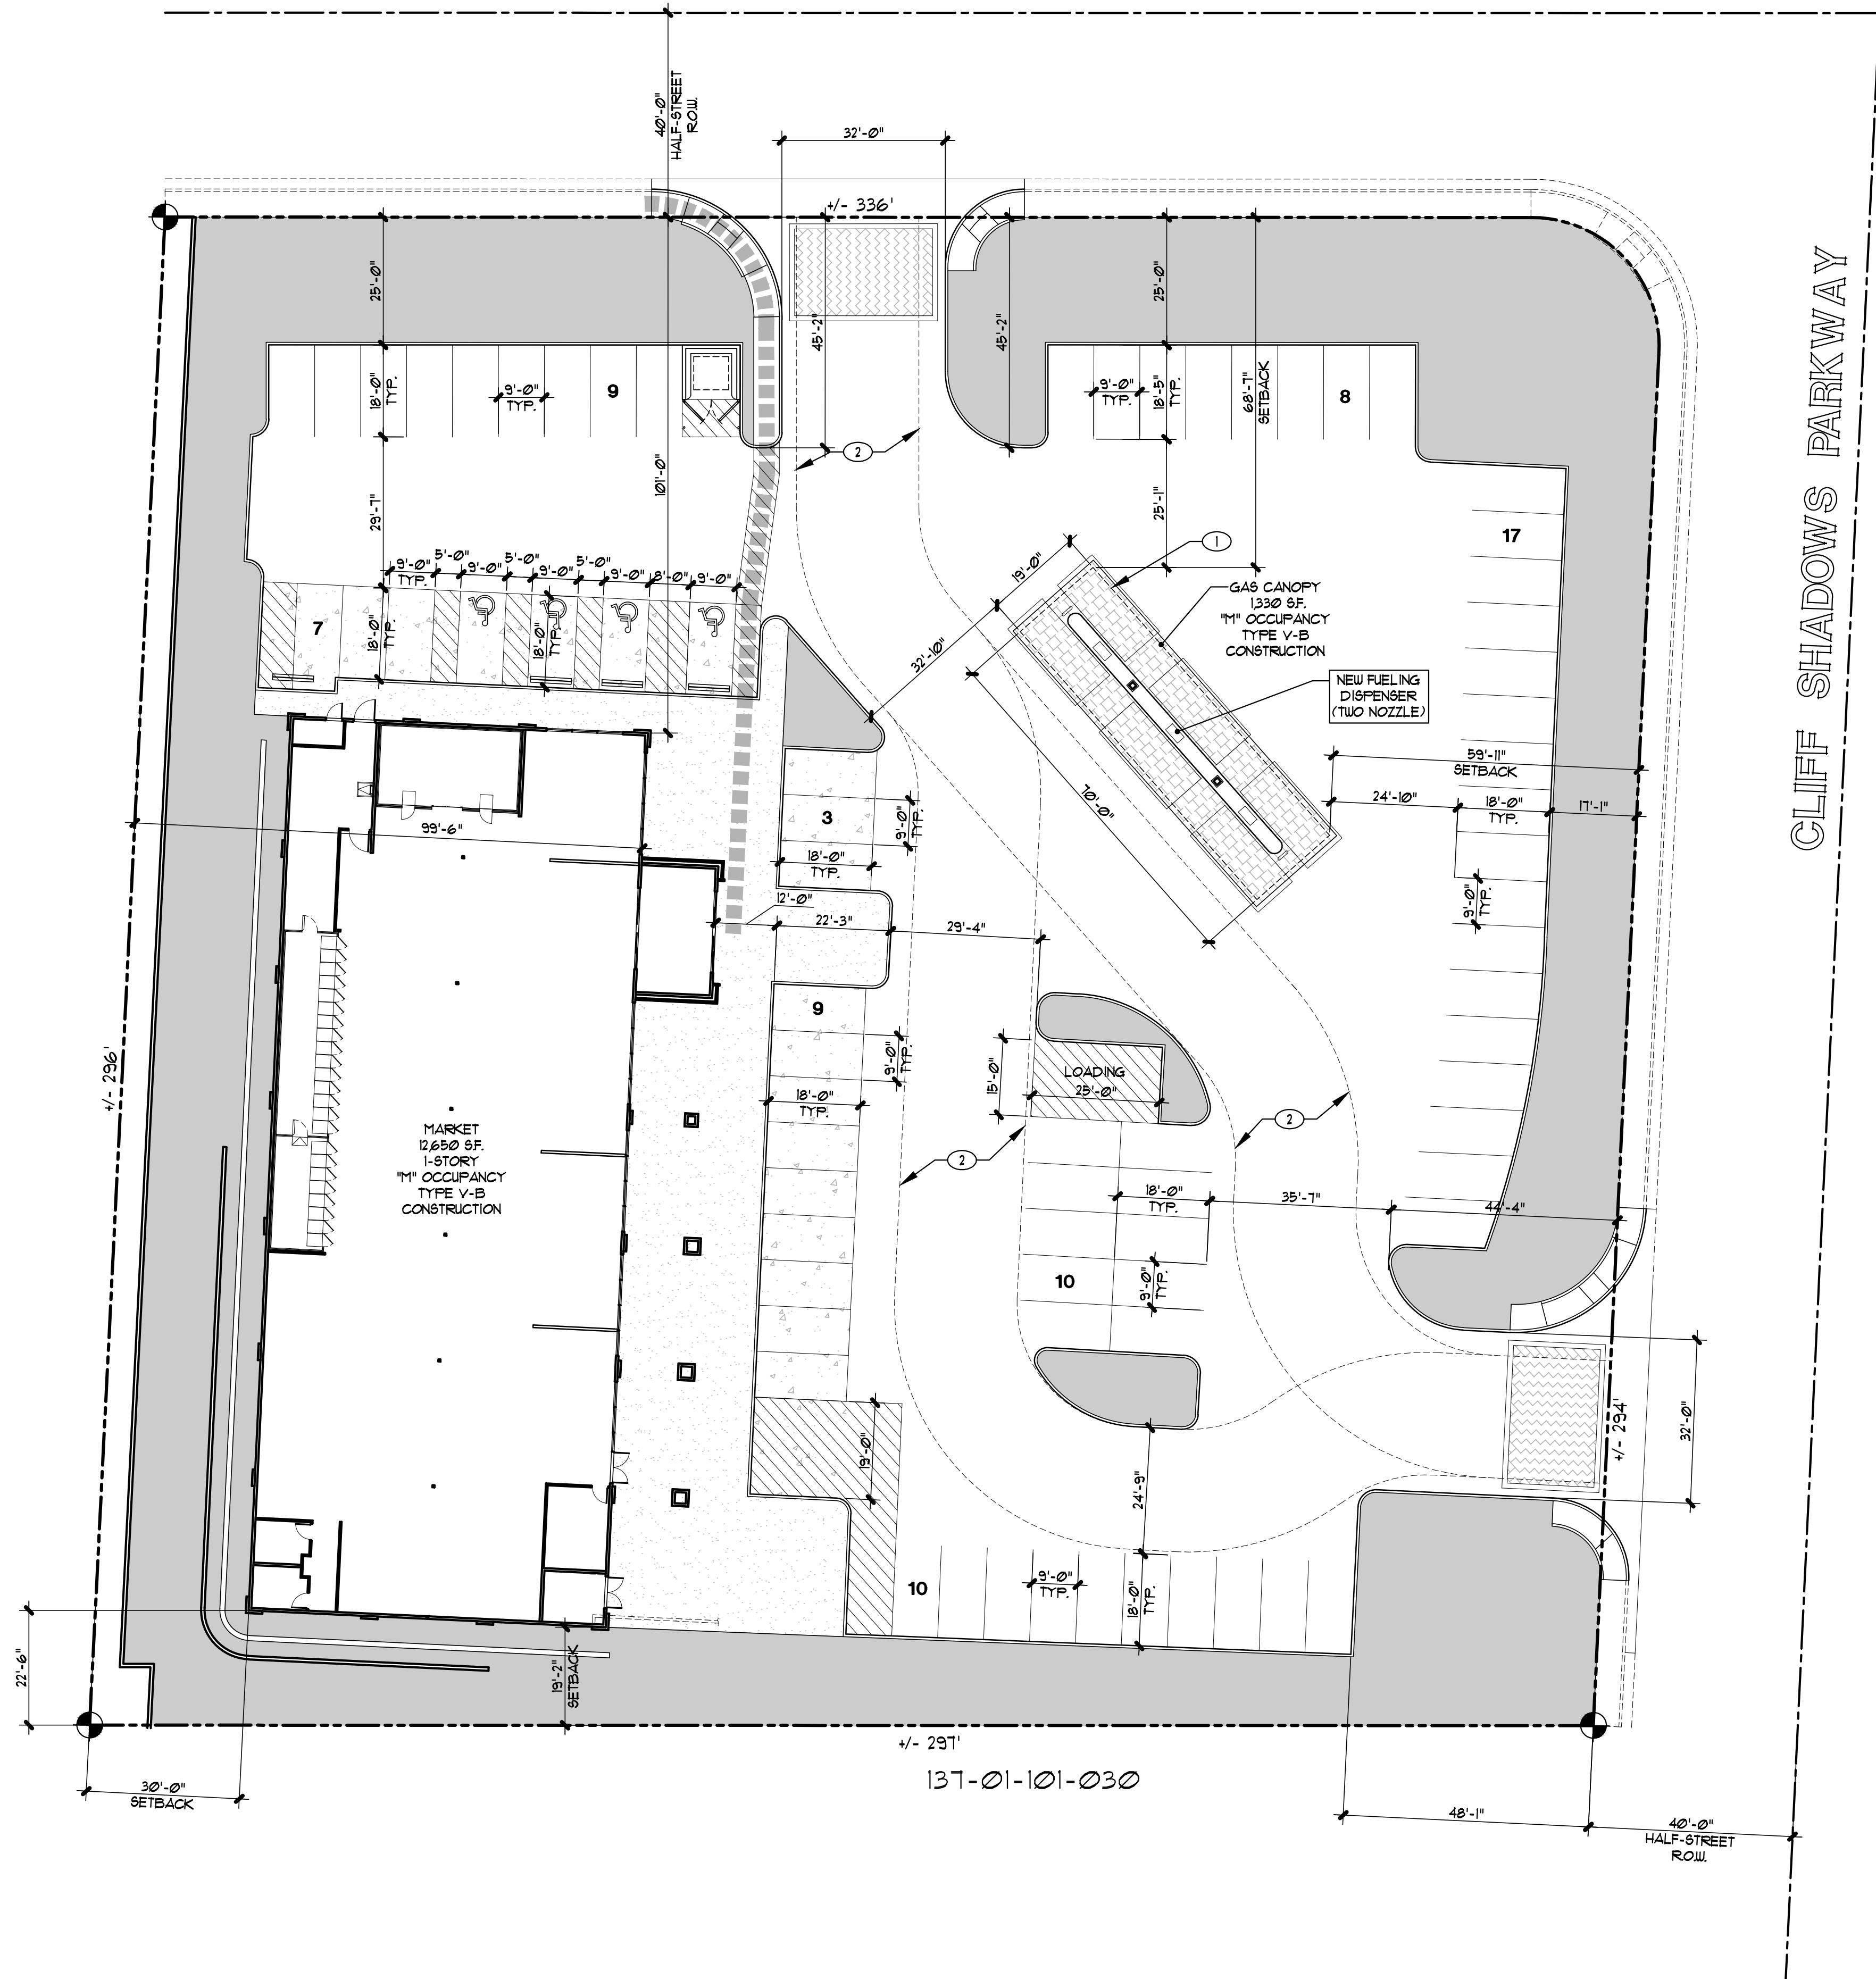 40'-0"
HALF-STREET
R.O.W.
32'-0"
+/- 336'
25'-0"
45'-2"
45'-2"
25'-0"
68'-7"
SETBACK
18'-0"
TYP.
9'-0"
TYP.
9
9'-0"
TYP.
18'-5"
TYP.
8
2
101'-0"
29'-7"
25'-1"
17
1
19'-0"
GAS CANOPY
1,330 S.F.
"M" OCCUPANCY
TYPE V-B
CONSTRUCTION
9'-0"
TYP.
5'-0"
9'-0"
5'-0"
9'-0"
5'-0"
9'-0"
8'-0"
9'-0"
7
18'-0"
TYP.
18'-0"
TYP.
32'-10"
NEW FUELING
DISPENSER
(TWO NOZZLE)
CLIFF SHADOWS PARKWAY
59'-11"
SETBACK
24'-10"
18'-0"
TYP.
17'-1"
70'-0"
99'-6"
3
9'-0"
TYP.
18'-0"
TYP.
12'-0"
22'-3"
29'-4"
9'-0"
TYP.
9
9'-0"
TYP.
18'-0"
TYP.
15'-0"
LOADING
25'-0"
2
2
+/- 296'
MARKET
12,650 S.F.
1-STORY
"M" OCCUPANCY
TYPE V-B
CONSTRUCTION
18'-0"
TYP.
35'-7"
44'-4"
10
9'-0"
TYP.
19'-0"
24'-9"
+/- 294'
32'-0"
10
9'-0"
TYP.
18'-0"
TYP.
22'-6"
19'-2"
SETBACK
+/- 297'
137-01-101-030
30'-0"
SETBACK
48'-1"
40'-0"
HALF-STREET
R.O.W.